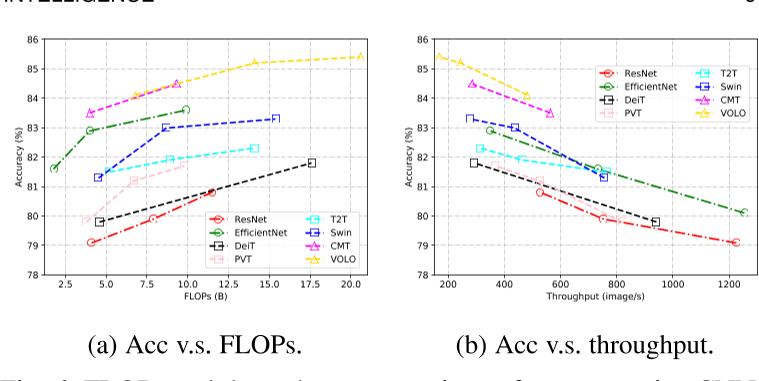 86
85
84
83
82
81
80
79
78
Accuracy (%)
2.5 5.0 7.5 10.0 12.5 15.0 17.5 20.0
FLOPs (B)
ResNet
EfficientNet
DeiT
PVT
T2T
Swin
CMT
VOLO
86
85
84
83
82
81
80
79
78
Accuracy (%)
200 400 600 800 1000 1200
Throughput (image/s)
ResNet
EfficientNet
DeiT
PVT
T2T
Swin
CMT
VOLO
(a) Acc v.s. FLOPs.
(b) Acc v.s. throughput.